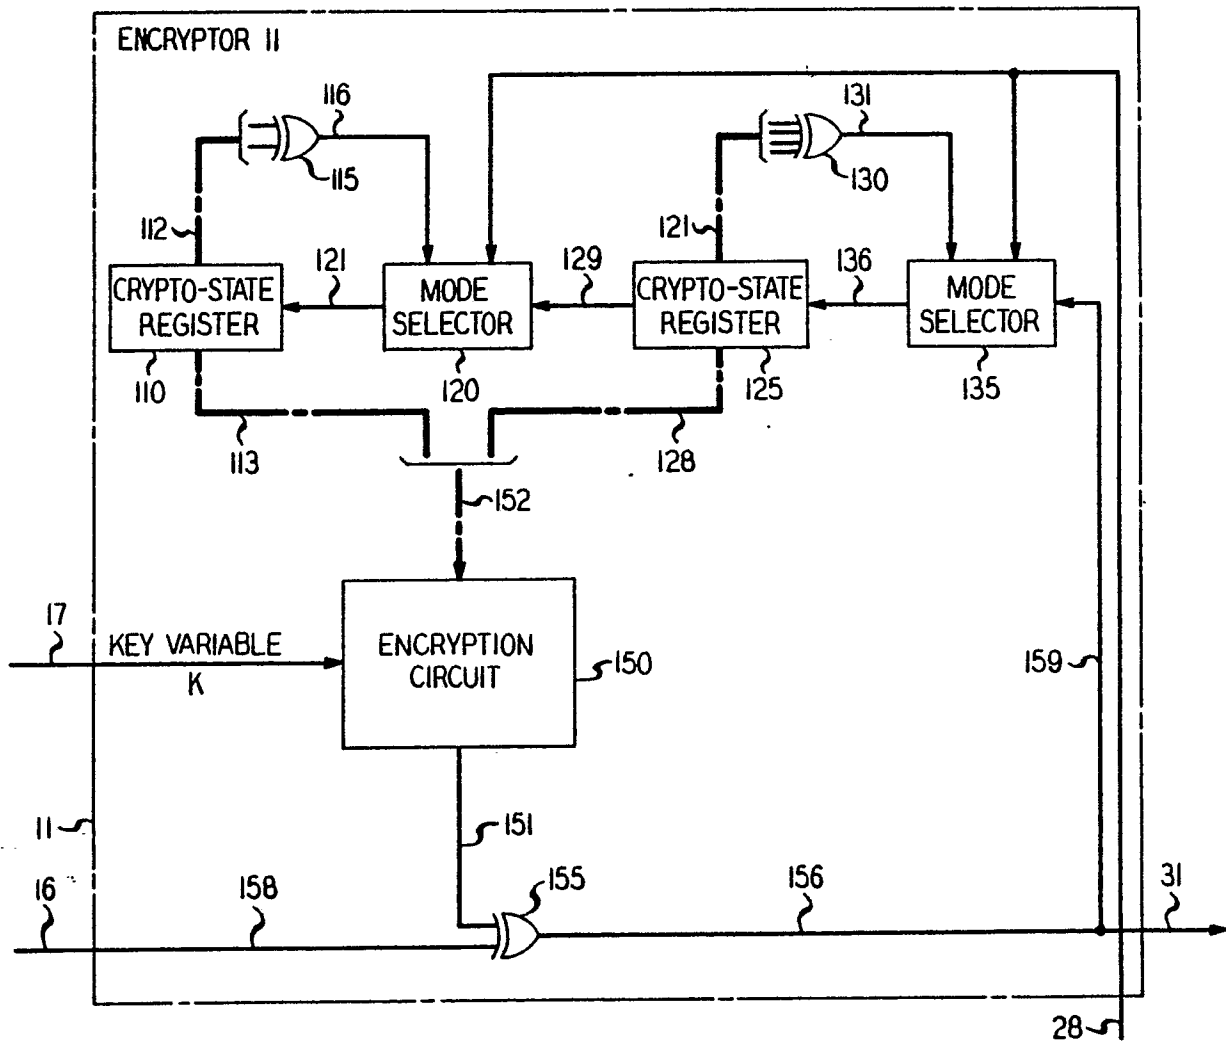 ENCRYPTOR 11
116
131
115
130
112
121
121
129
136
CRYPTO-STATE
REGISTER
MODE
SELECTOR
CRYPTO-STATE
REGISTER
MODE
SELECTOR
110
120
125
135
113
128
152
17
KEY VARIABLE
K
ENCRYPTION
CIRCUIT
150
159
11
151
16
158
155
156
31
28